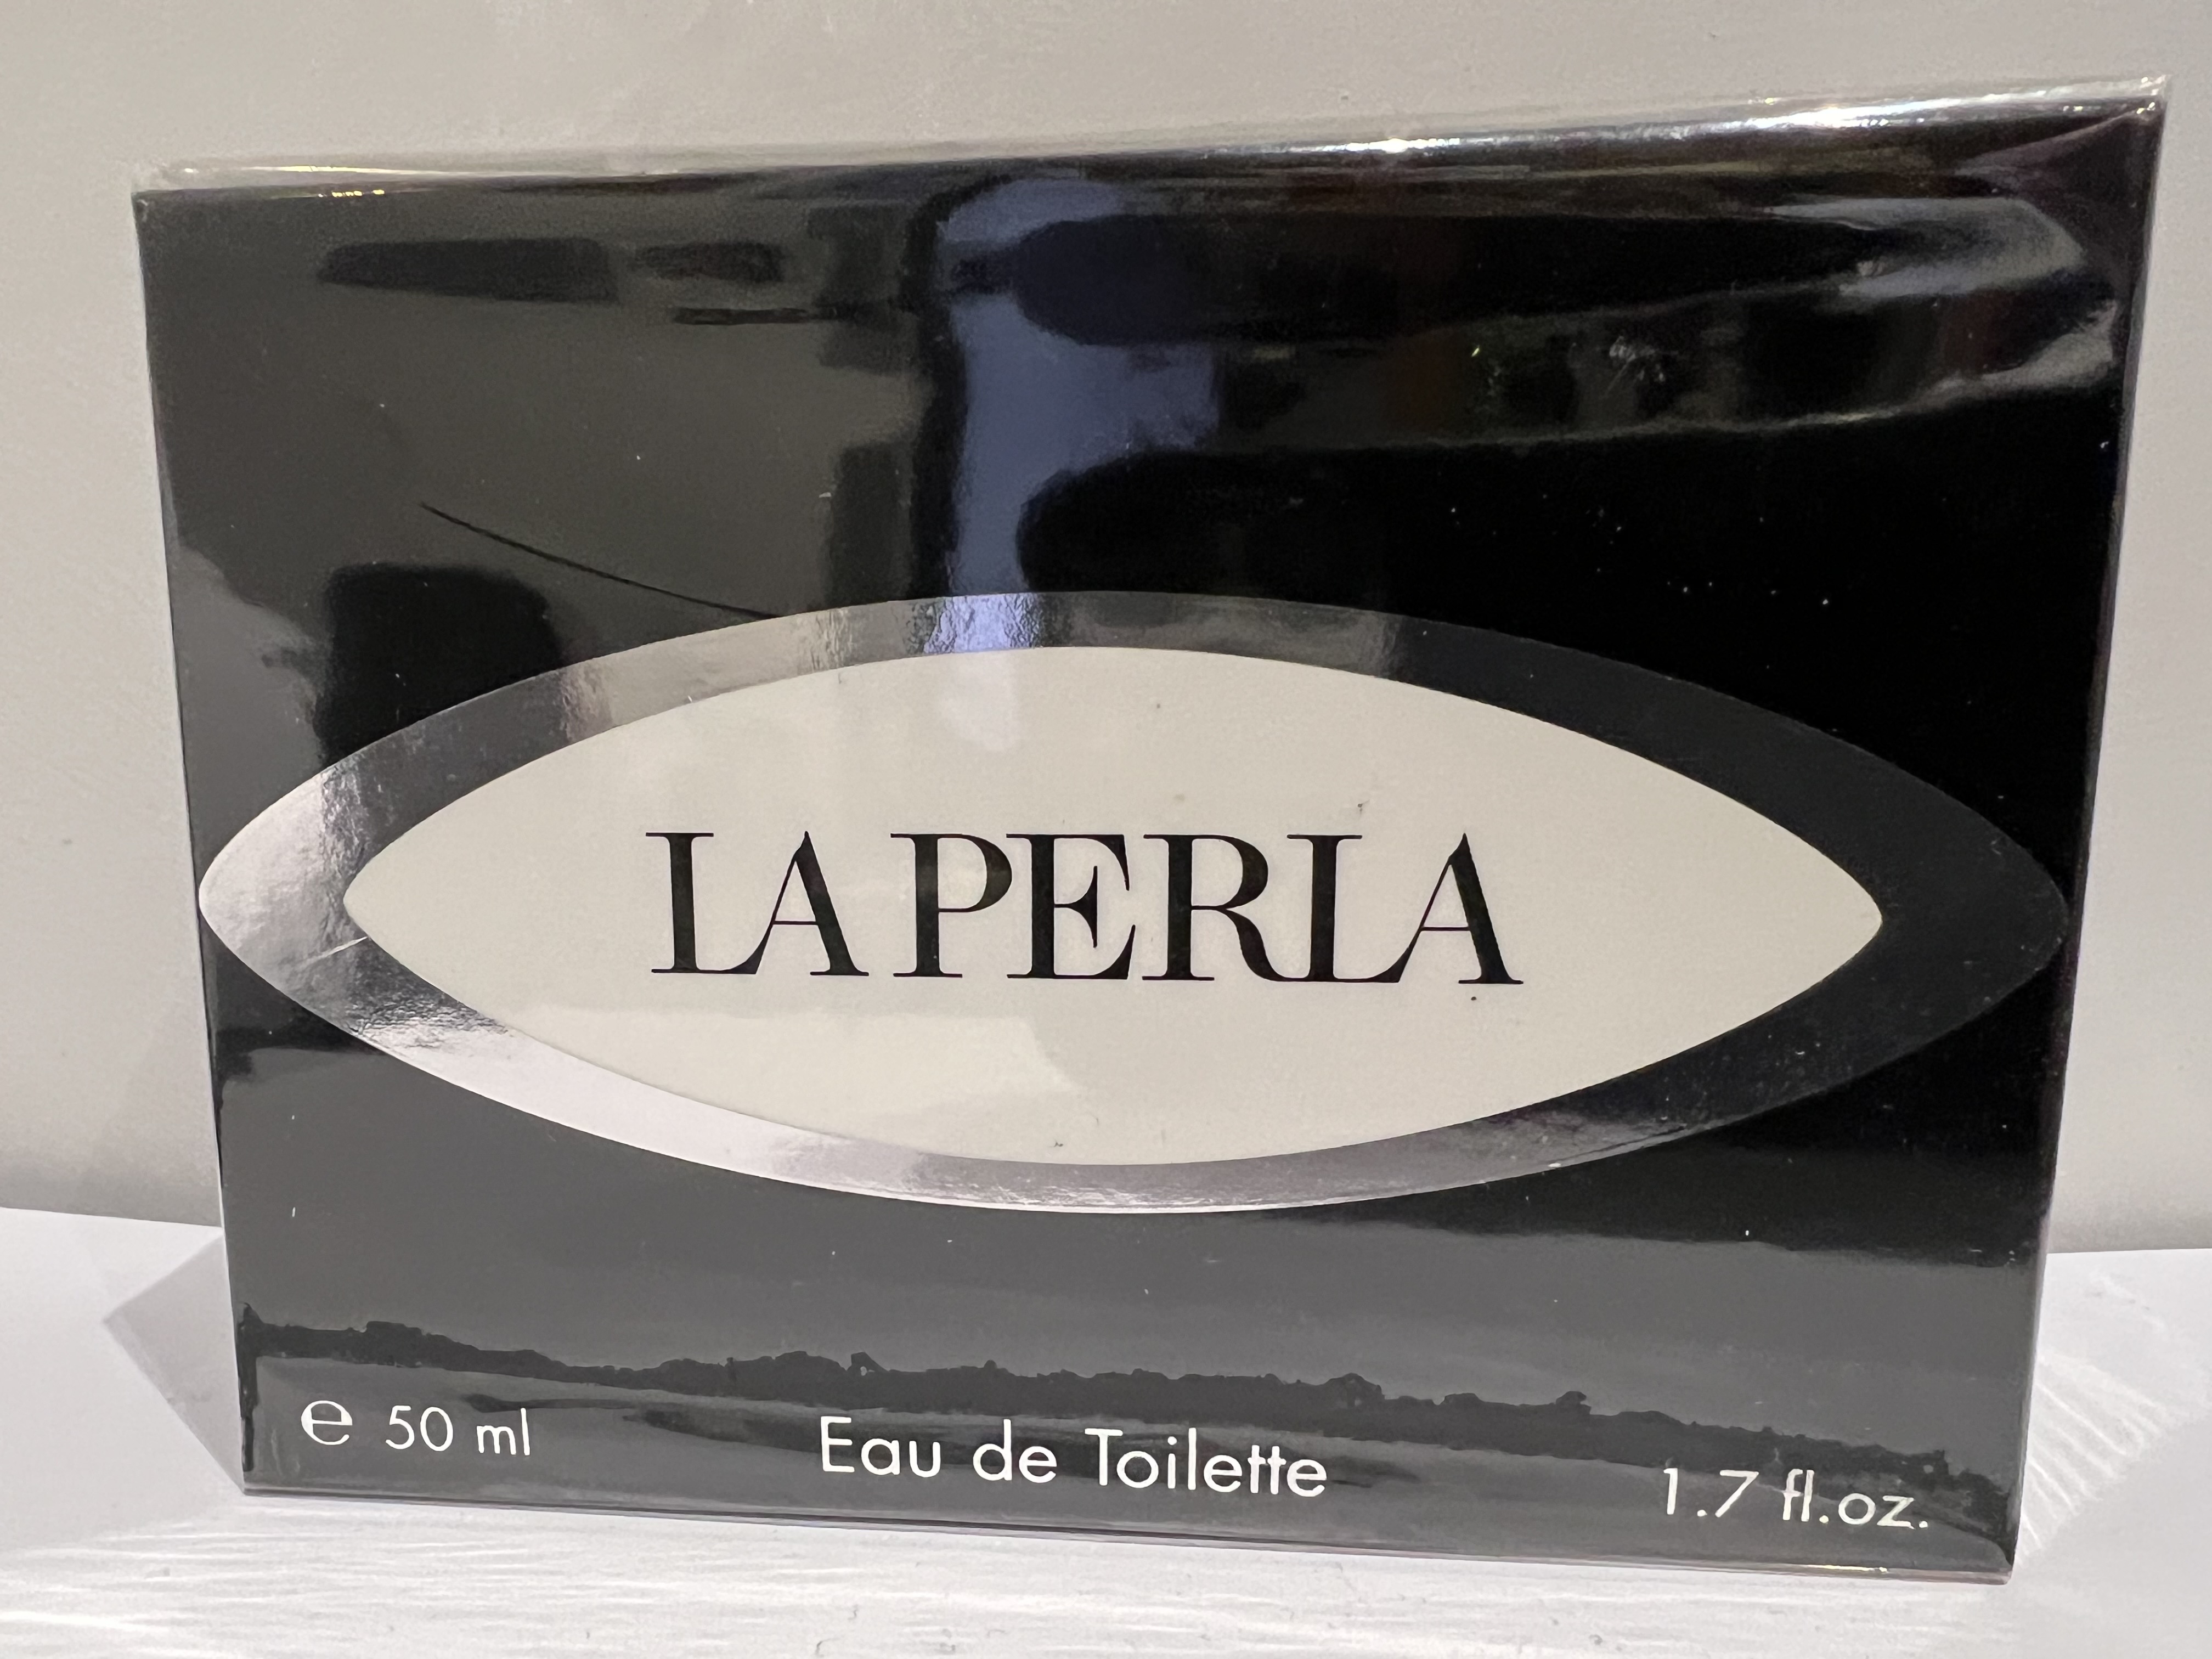 LA PERLA
℮ 50 ml
Eau de Toilette
1.7 fl.oz.